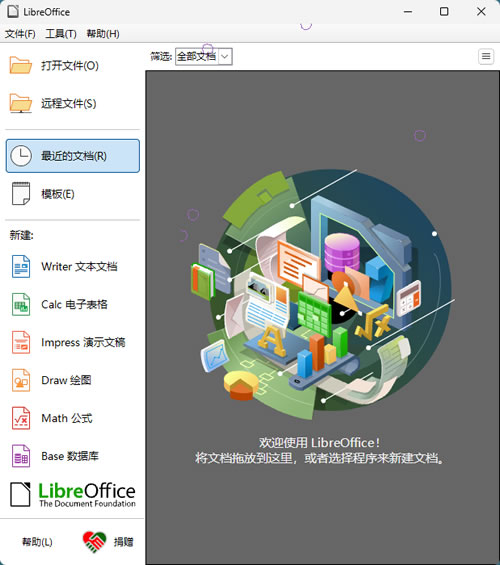 LibreOffice
文件(F) 工具(T) 帮助(H)
打开文件(O)
远程文件(S)
最近的文档(R)
模板(E)
新建:
Writer 文本文档
Calc 电子表格
Impress 演示文稿
Draw 绘图
Math 公式
Base 数据库
LibreOffice
The Document Foundation
帮助(L)
捐赠
筛选: 全部文档
A
√x
欢迎使用 LibreOffice！
将文档拖放到这里，或者选择程序来新建文档。